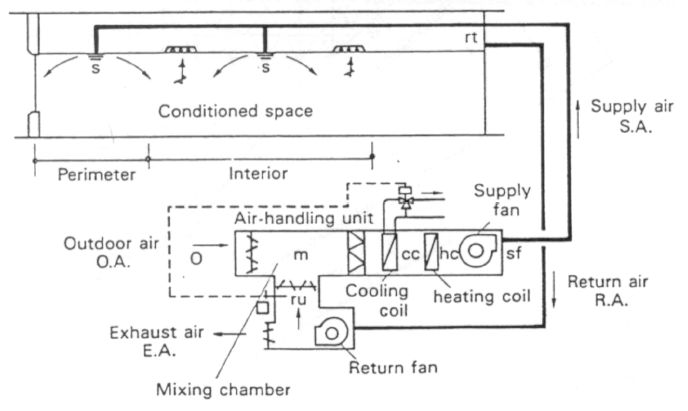 rt
s
s
Conditioned space
Supply air
S.A.
Perimeter
Interior
Supply
fan
Air-handling unit
Outdoor air
O.A.
O
m
cc
hc
sf
Cooling
coil
heating coil
Return air
R.A.
ru
Exhaust air
E.A.
Return fan
Mixing chamber